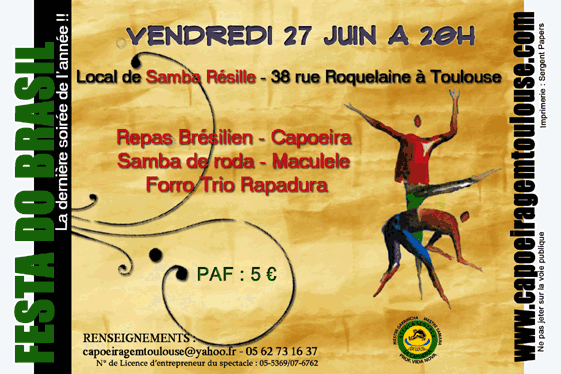 FESTA DO BRASIL
La dernière soirée de l'année !!
VENDREDI 27 JUIN A 20H
Local de Samba Résille - 38 rue Roquelaine à Toulouse
Repas Brésilien - Capoeira
Samba de roda - Maculele
Forro Trio Rapadura
PAF : 5 €
RENSEIGNEMENTS :
capoeiragemtoulouse@yahoo.fr - 05 62 73 16 37
N° de Licence d'entrepreneur du spectacle : 05-5369/07-6762
www.capoeiragemtoulouse.com
Imprimerie : Sergent Papers
Ne pas jeter sur la voie publique